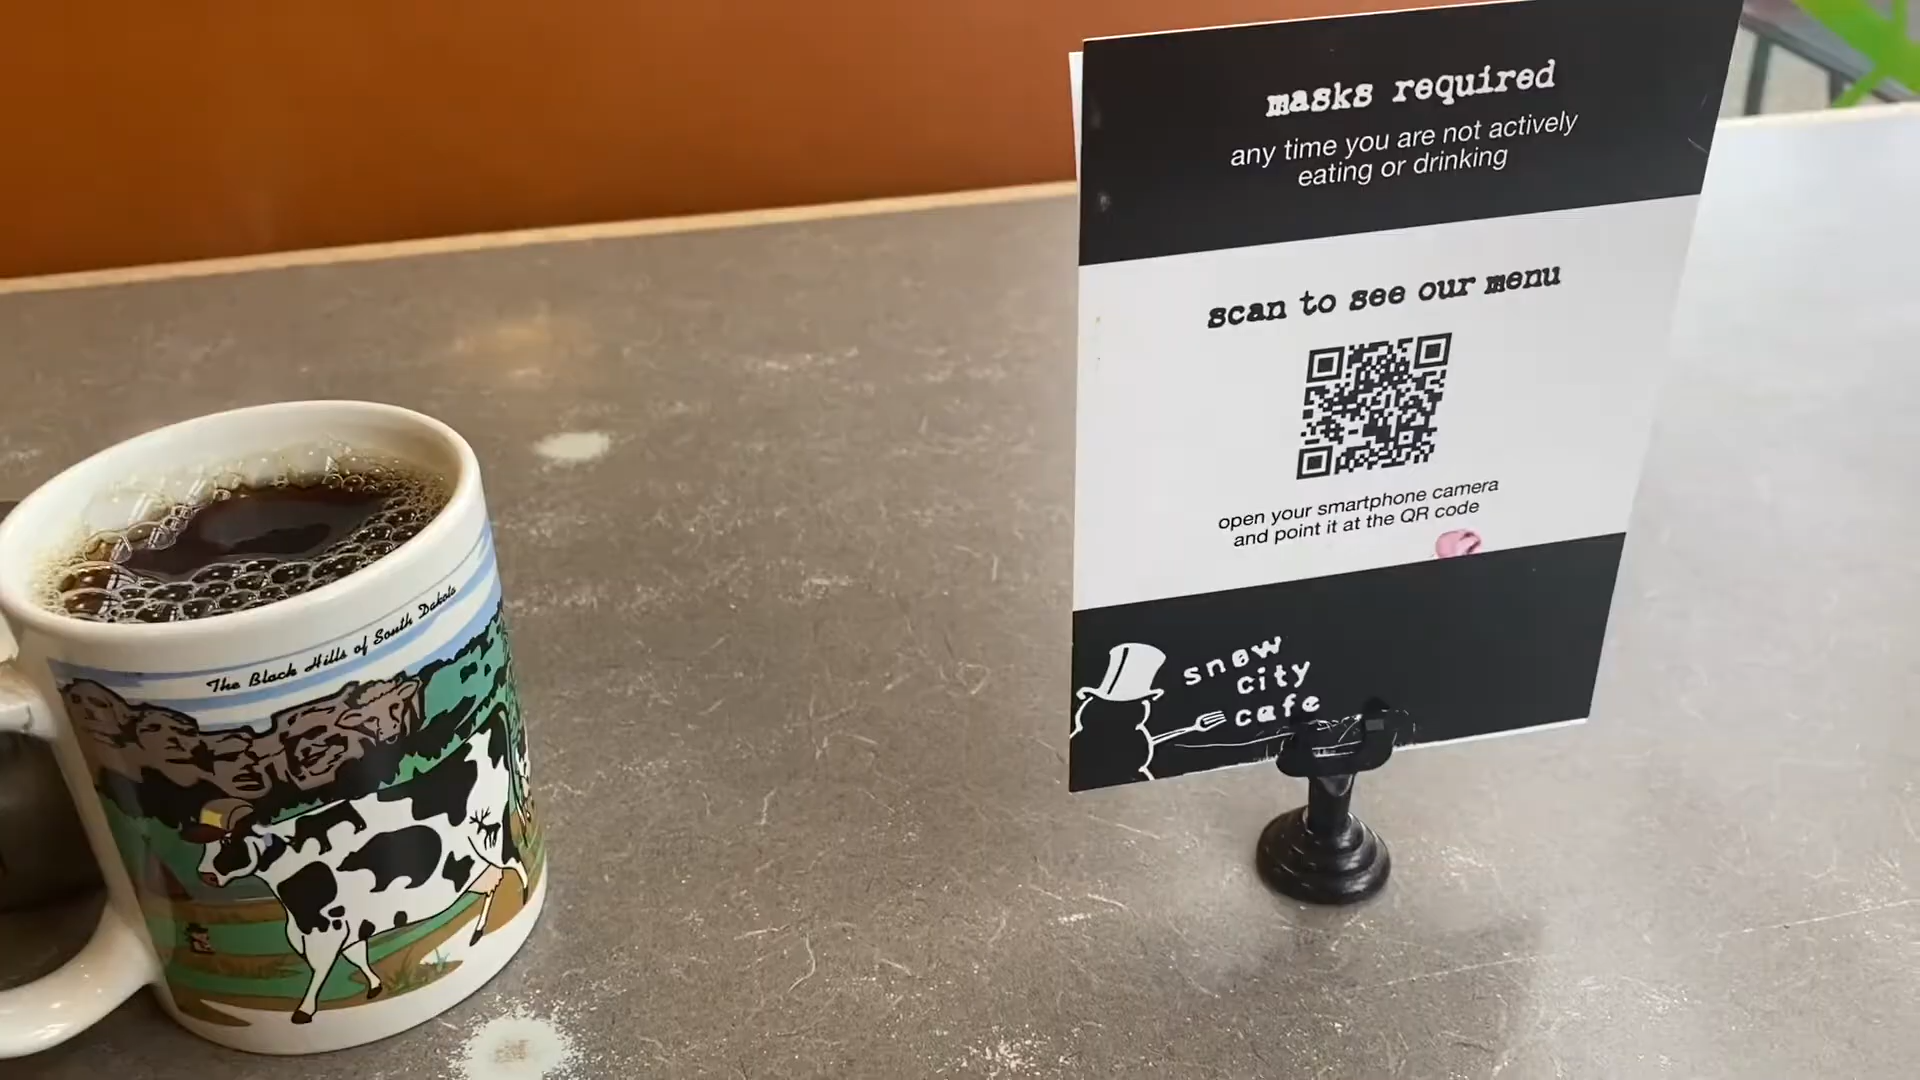 masks required
any time you are not actively
eating or drinking
scan to see our menu
open your smartphone camera
and point it at the QR code
snow
city
cafe
The Black Hills of South Dakota